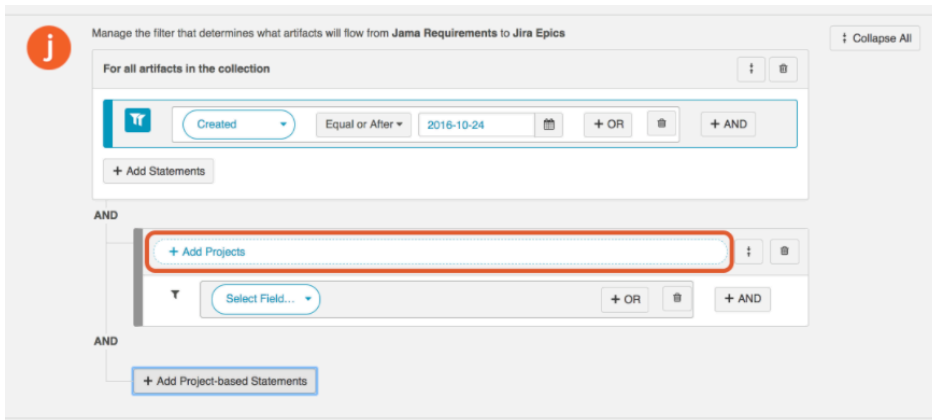 j
Manage the filter that determines what artifacts will flow from Jama Requirements to Jira Epics
Collapse All
For all artifacts in the collection
Created
Equal or After
2016-10-24
+ OR
+ AND
+ Add Statements
AND
+ Add Projects
Select Field...
+ OR
+ AND
AND
+ Add Project-based Statements